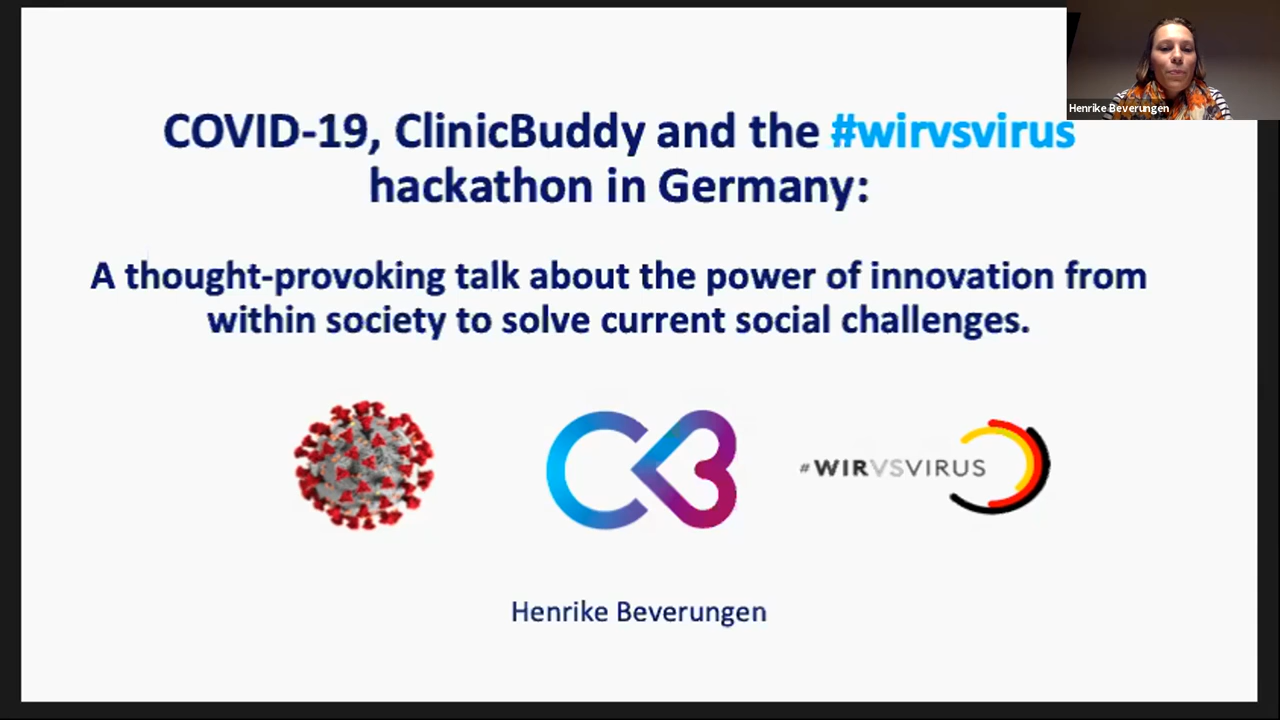 Henrike Beverungen
COVID-19, ClinicBuddy and the #wirvsvirus
hackathon in Germany:
A thought-provoking talk about the power of innovation from
within society to solve current social challenges.
#WIRVSVIRUS
Henrike Beverungen